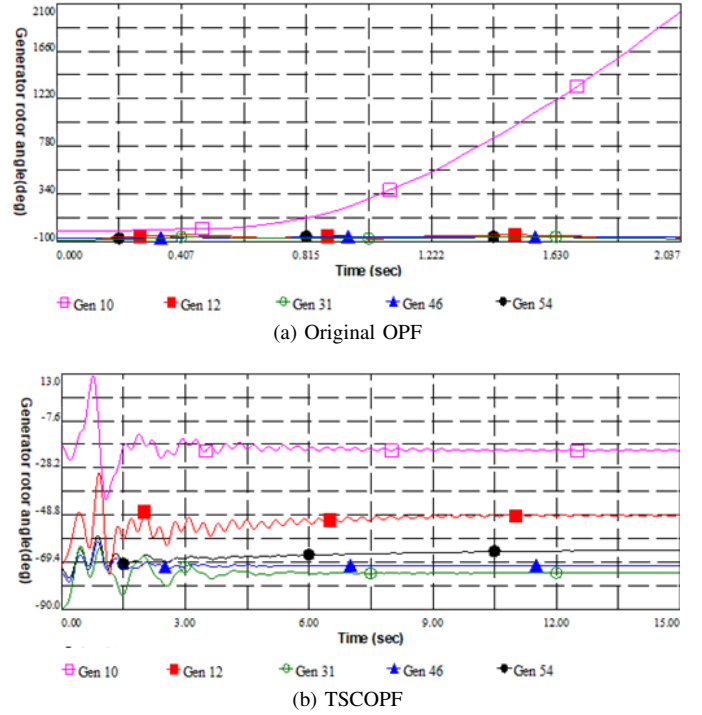 Generator rotor angle(deg)
2100
1660
1220
780
340
-100
0.000 0.407 0.815 1.222 1.630 2.037
Time (sec)
Gen 10 Gen 12 Gen 31 Gen 46 Gen 54
(a) Original OPF
Generator rotor angle(deg)
13.0
-7.6
-28.2
-48.8
-69.4
-90.0
0.00 3.00 6.00 9.00 12.00 15.00
Time (sec)
Gen 10 Gen 12 Gen 31 Gen 46 Gen 54
(b) TSCOPF